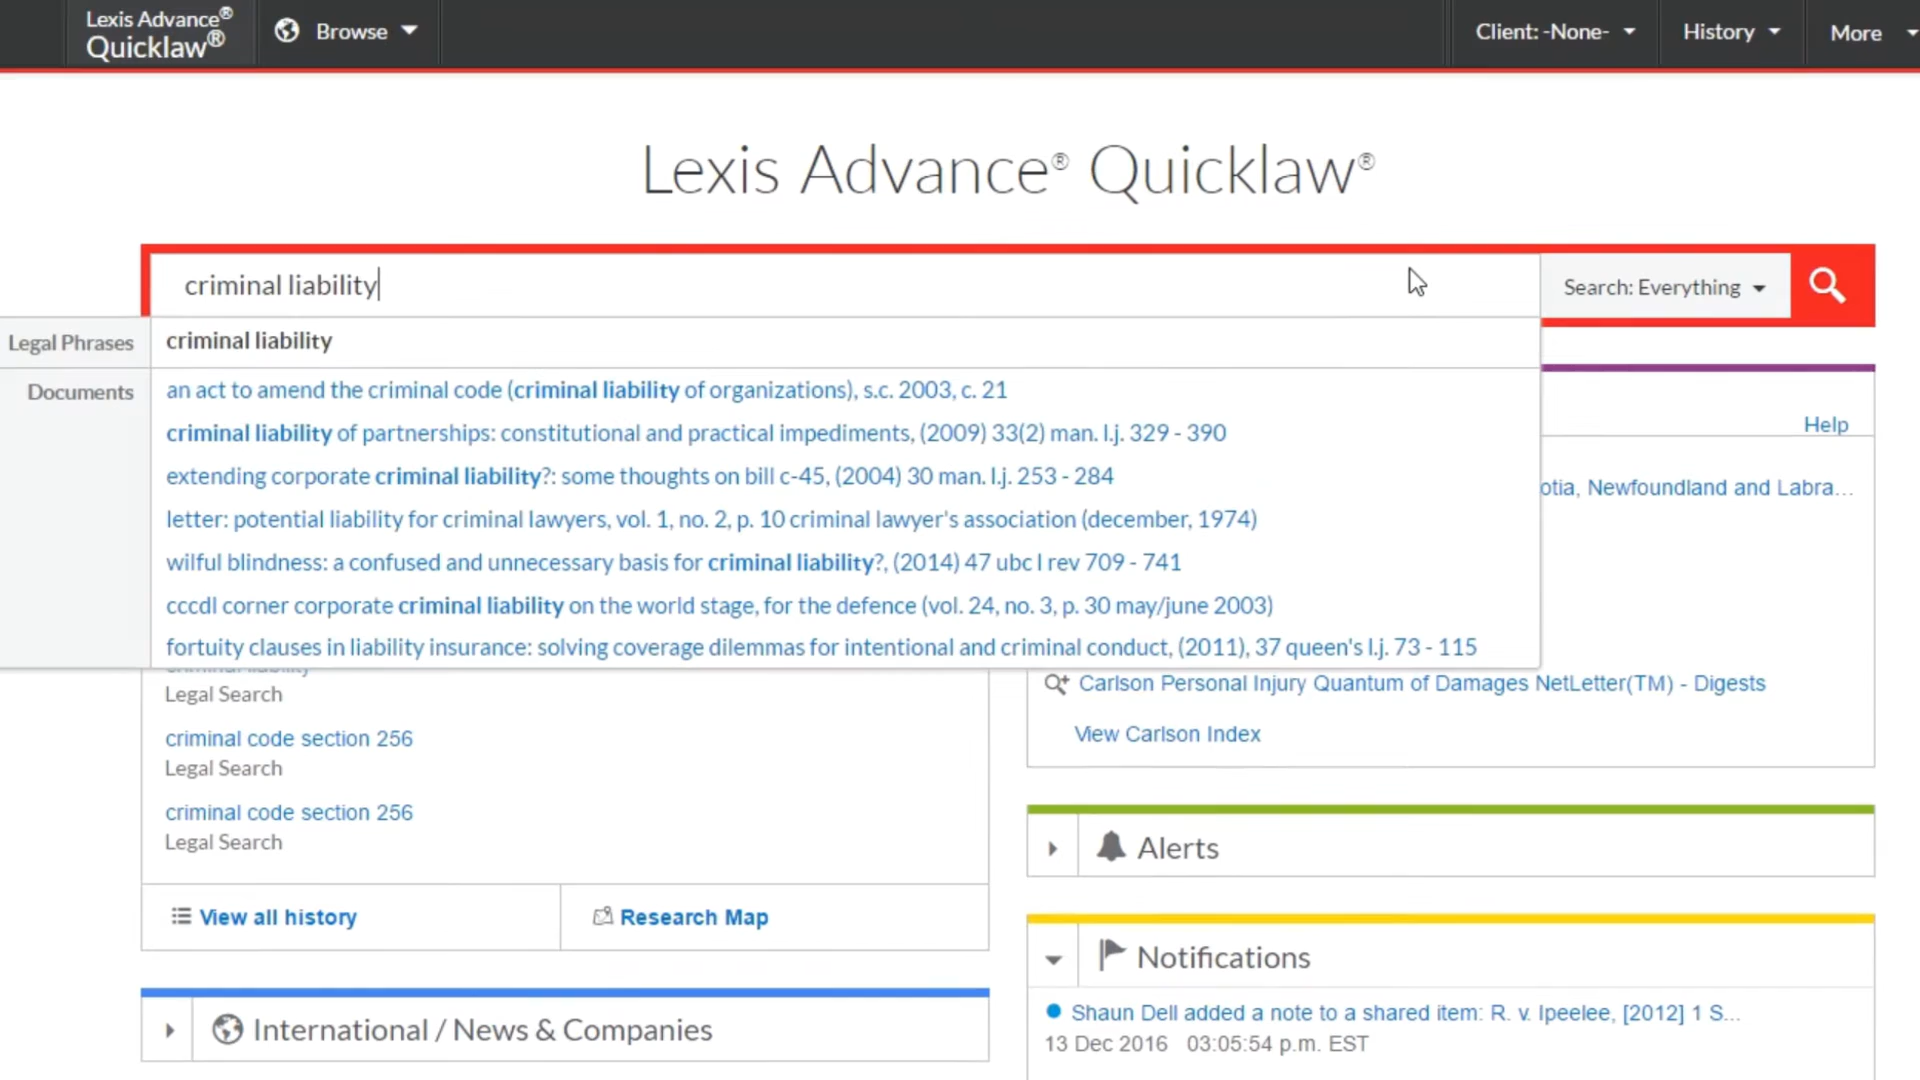 Lexis Advance®
Quicklaw®
Browse
Client: -None-
History
More
Lexis Advance® Quicklaw®
criminal liability
Search: Everything
Legal Phrases
criminal liability
Documents
an act to amend the criminal code (criminal liability of organizations), s.c. 2003, c. 21
criminal liability of partnerships: constitutional and practical impediments, (2009) 33(2) man. l.j. 329 - 390
extending corporate criminal liability?: some thoughts on bill c-45, (2004) 30 man. l.j. 253 - 284
letter: potential liability for criminal lawyers, vol. 1, no. 2, p. 10 criminal lawyer's association (december, 1974)
wilful blindness: a confused and unnecessary basis for criminal liability?, (2014) 47 ubc l rev 709 - 741
cccdl corner corporate criminal liability on the world stage, for the defence (vol. 24, no. 3, p. 30 may/june 2003)
fortuity clauses in liability insurance: solving coverage dilemmas for intentional and criminal conduct, (2011), 37 queen's l.j. 73 - 115
Help
otia, Newfoundland and Labra...
Legal Search
criminal code section 256
Legal Search
criminal code section 256
Legal Search
View all history
Research Map
International / News & Companies
Carlson Personal Injury Quantum of Damages NetLetter(TM) - Digests
View Carlson Index
Alerts
Notifications
Shaun Dell added a note to a shared item: R. v. Ipeelee, [2012] 1 S...
13 Dec 2016 03:05:54 p.m. EST